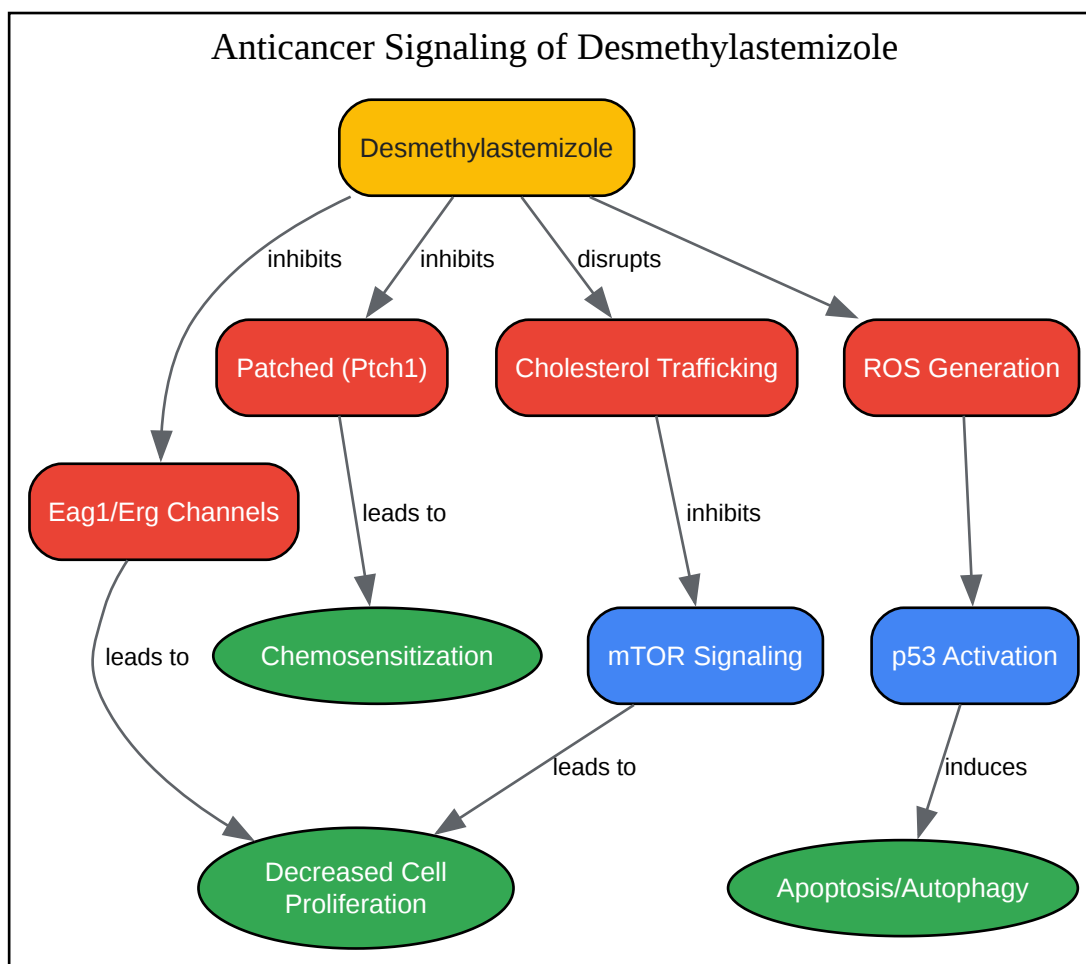 Anticancer Signaling of Desmethylastemizole
Desmethylastemizole
inhibits
inhibits
disrupts
Patched (Ptch1)
Cholesterol Trafficking
ROS Generation
Eag1/Erg Channels
leads to
inhibits
Chemosensitization
mTOR Signaling
p53 Activation
leads to
leads to
induces
Decreased Cell
Proliferation
Apoptosis/Autophagy